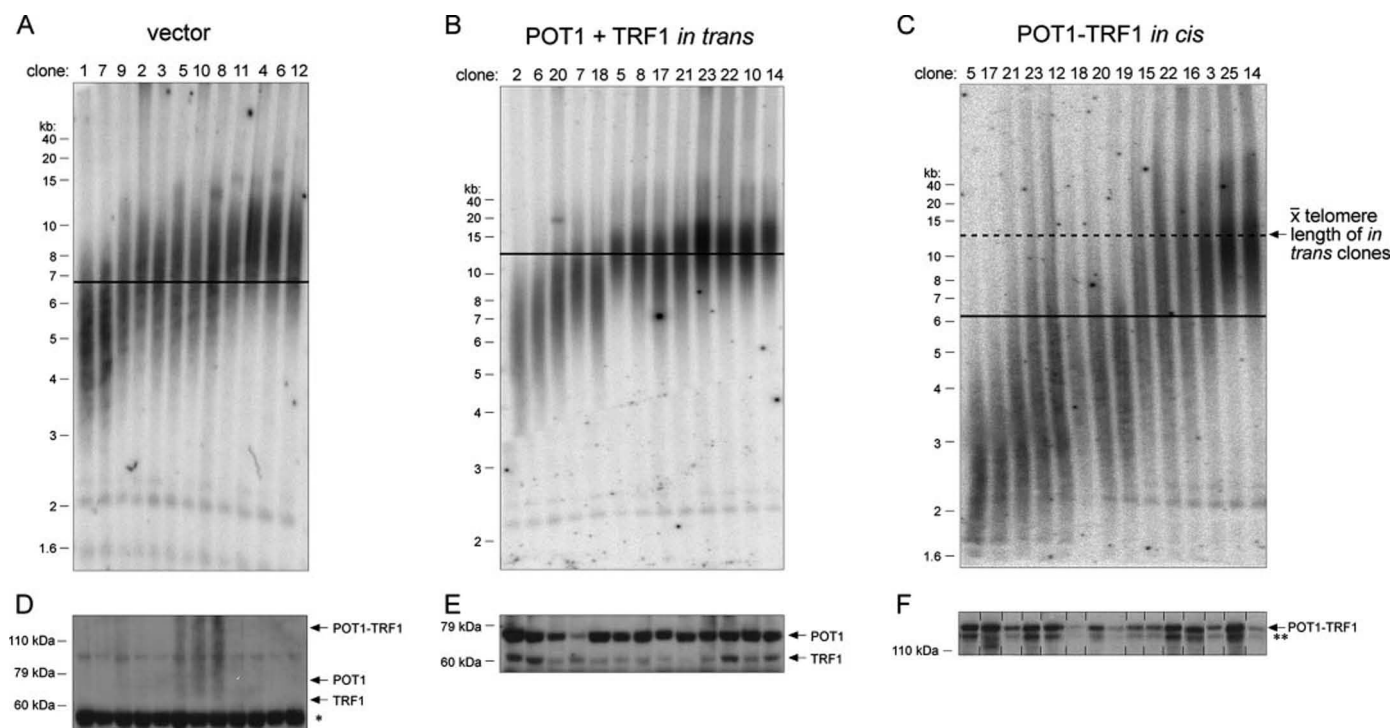 A
vector
clone:
1 7 9 2 3 5 10 8 11 4 6 12
kb:
40
20
15
10
8
7
6
5
4
3
2
1.6
B
POT1 + TRF1 in trans
clone:
2 6 20 7 18 5 8 17 21 23 22 10 14
kb:
40
20
15
10
8
7
6
5
4
3
2
C
POT1-TRF1 in cis
clone:
5 17 21 23 12 18 20 19 15 22 16 3 25 14
kb:
40
20
15
10
8
7
6
5
4
3
2
1.6
x̅ telomere
length of in
trans clones
D
110 kDa
79 kDa
60 kDa
POT1-TRF1
POT1
TRF1
*
E
79 kDa
60 kDa
POT1
TRF1
F
110 kDa
POT1-TRF1
**